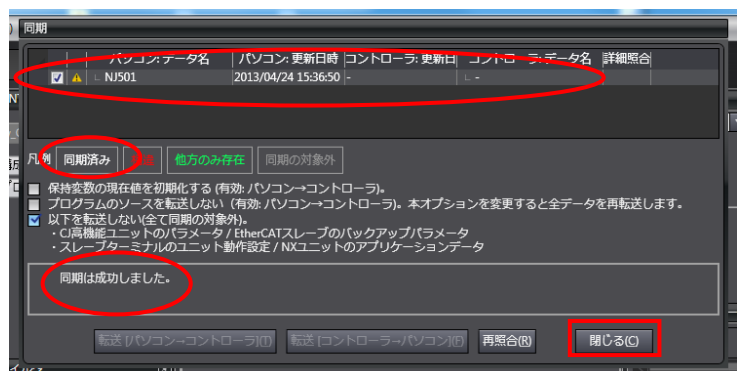 同期
パソコン: データ名 パソコン: 更新日時 コントローラ: 更新日 コントローラ: データ名 詳細照合
NJ501 2013/04/24 15:36:50 - -
凡例 同期済み 他方のみ存在 同期の対象外
保持変数の現在値を初期化する (有効: パソコン→コントローラ)。
プログラムのソースを転送しない (有効: パソコン→コントローラ)。本オプションを変更すると全データを再転送します。
以下を転送しない(全て同期の対象外)。
・CJ高機能ユニットのパラメータ / EtherCATスレーブのバックアップパラメータ
・スレーブターミナルのユニット動作設定 / NXユニットのアプリケーションデータ
同期は成功しました。
転送 [パソコン→コントローラ](T) 転送 [コントローラ→パソコン](F) 再照合(R) 閉じる(C)